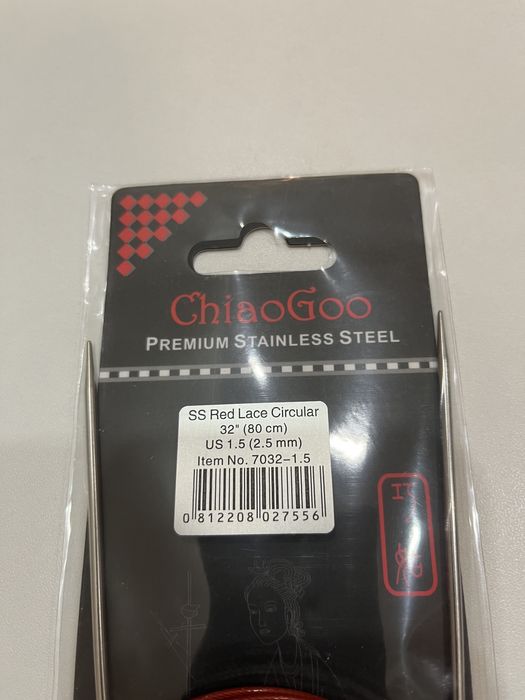 ChiaoGoo
PREMIUM STAINLESS STEEL
SS Red Lace Circular
32" (80 cm)
US 1.5 (2.5 mm)
Item No. 7032-1.5
0 812208 027556
巧